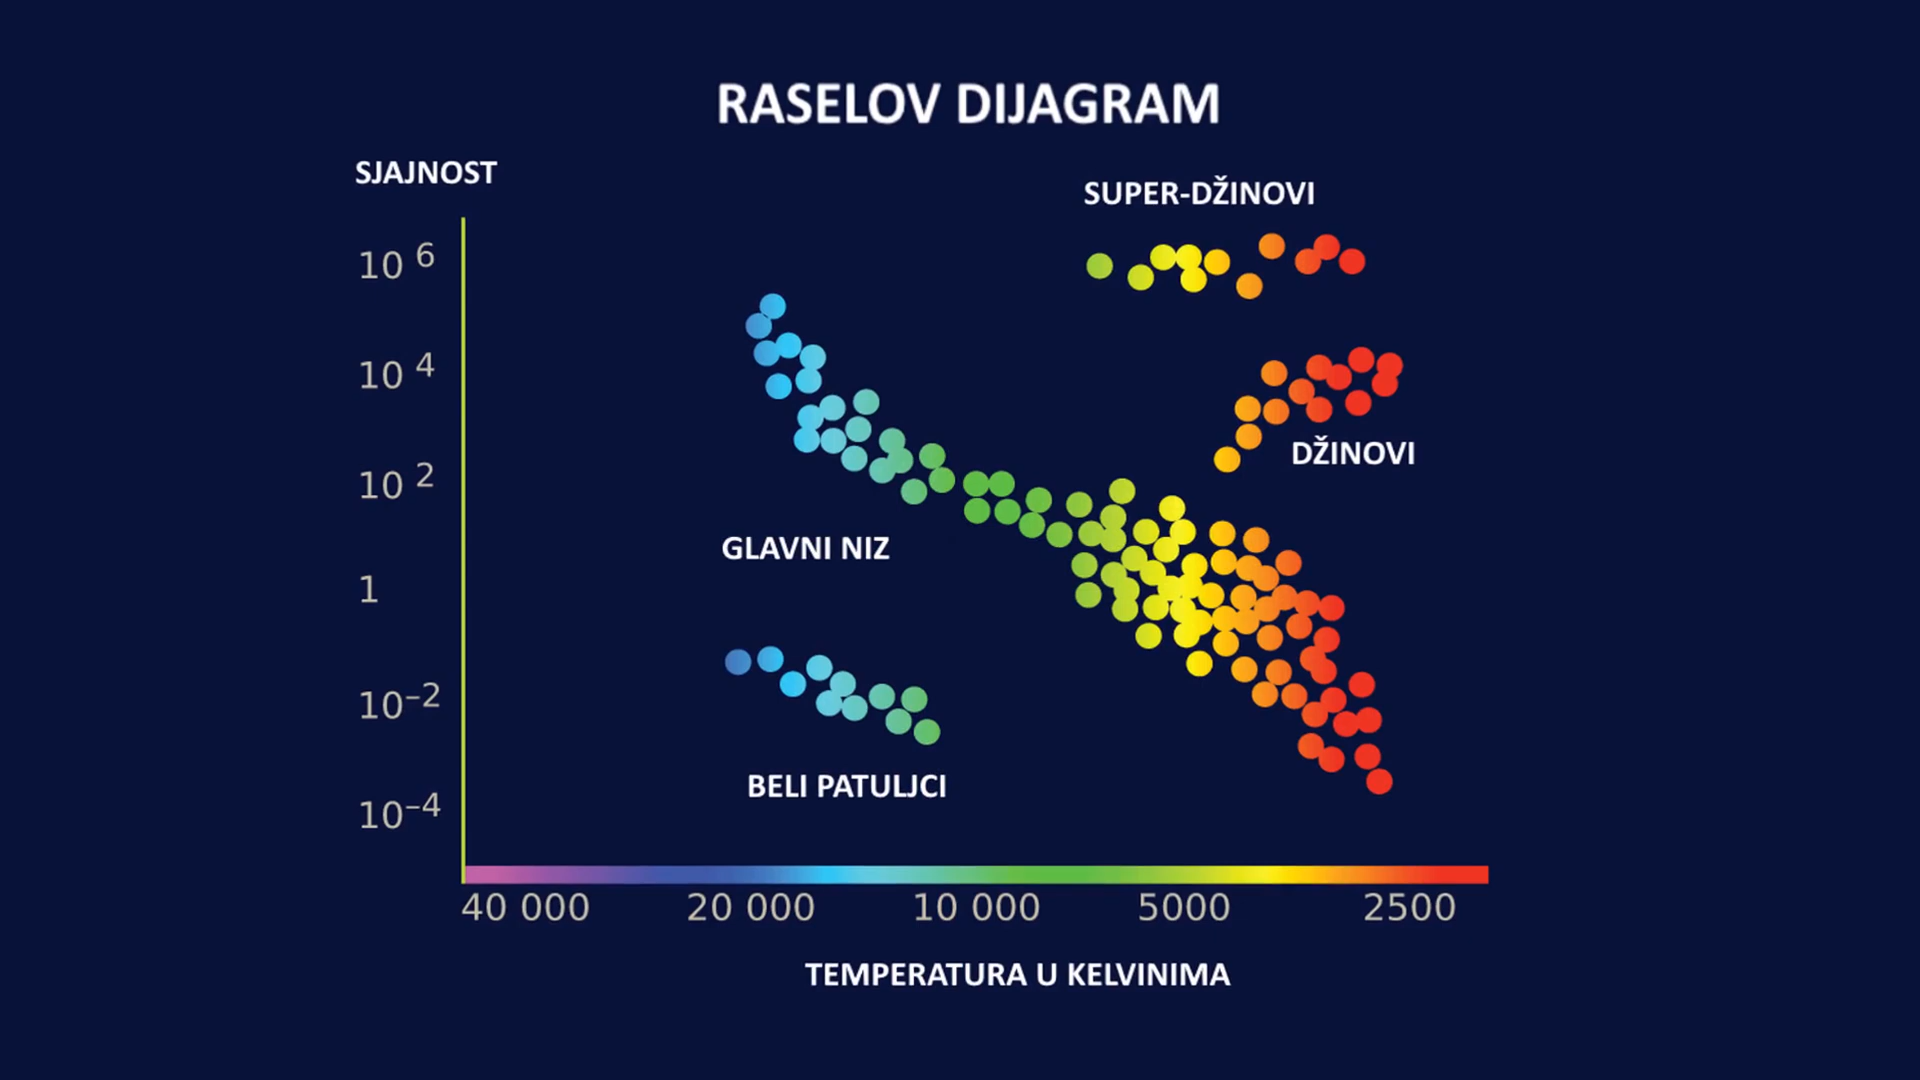 RASELOV DIJAGRAM
SJAJNOST
SUPER-DŽINOVI
10 6
10 4
DŽINOVI
10 2
GLAVNI NIZ
1
10−2
BELI PATULJCI
10−4
40 000 20 000 10 000 5000 2500
TEMPERATURA U KELVINIMA